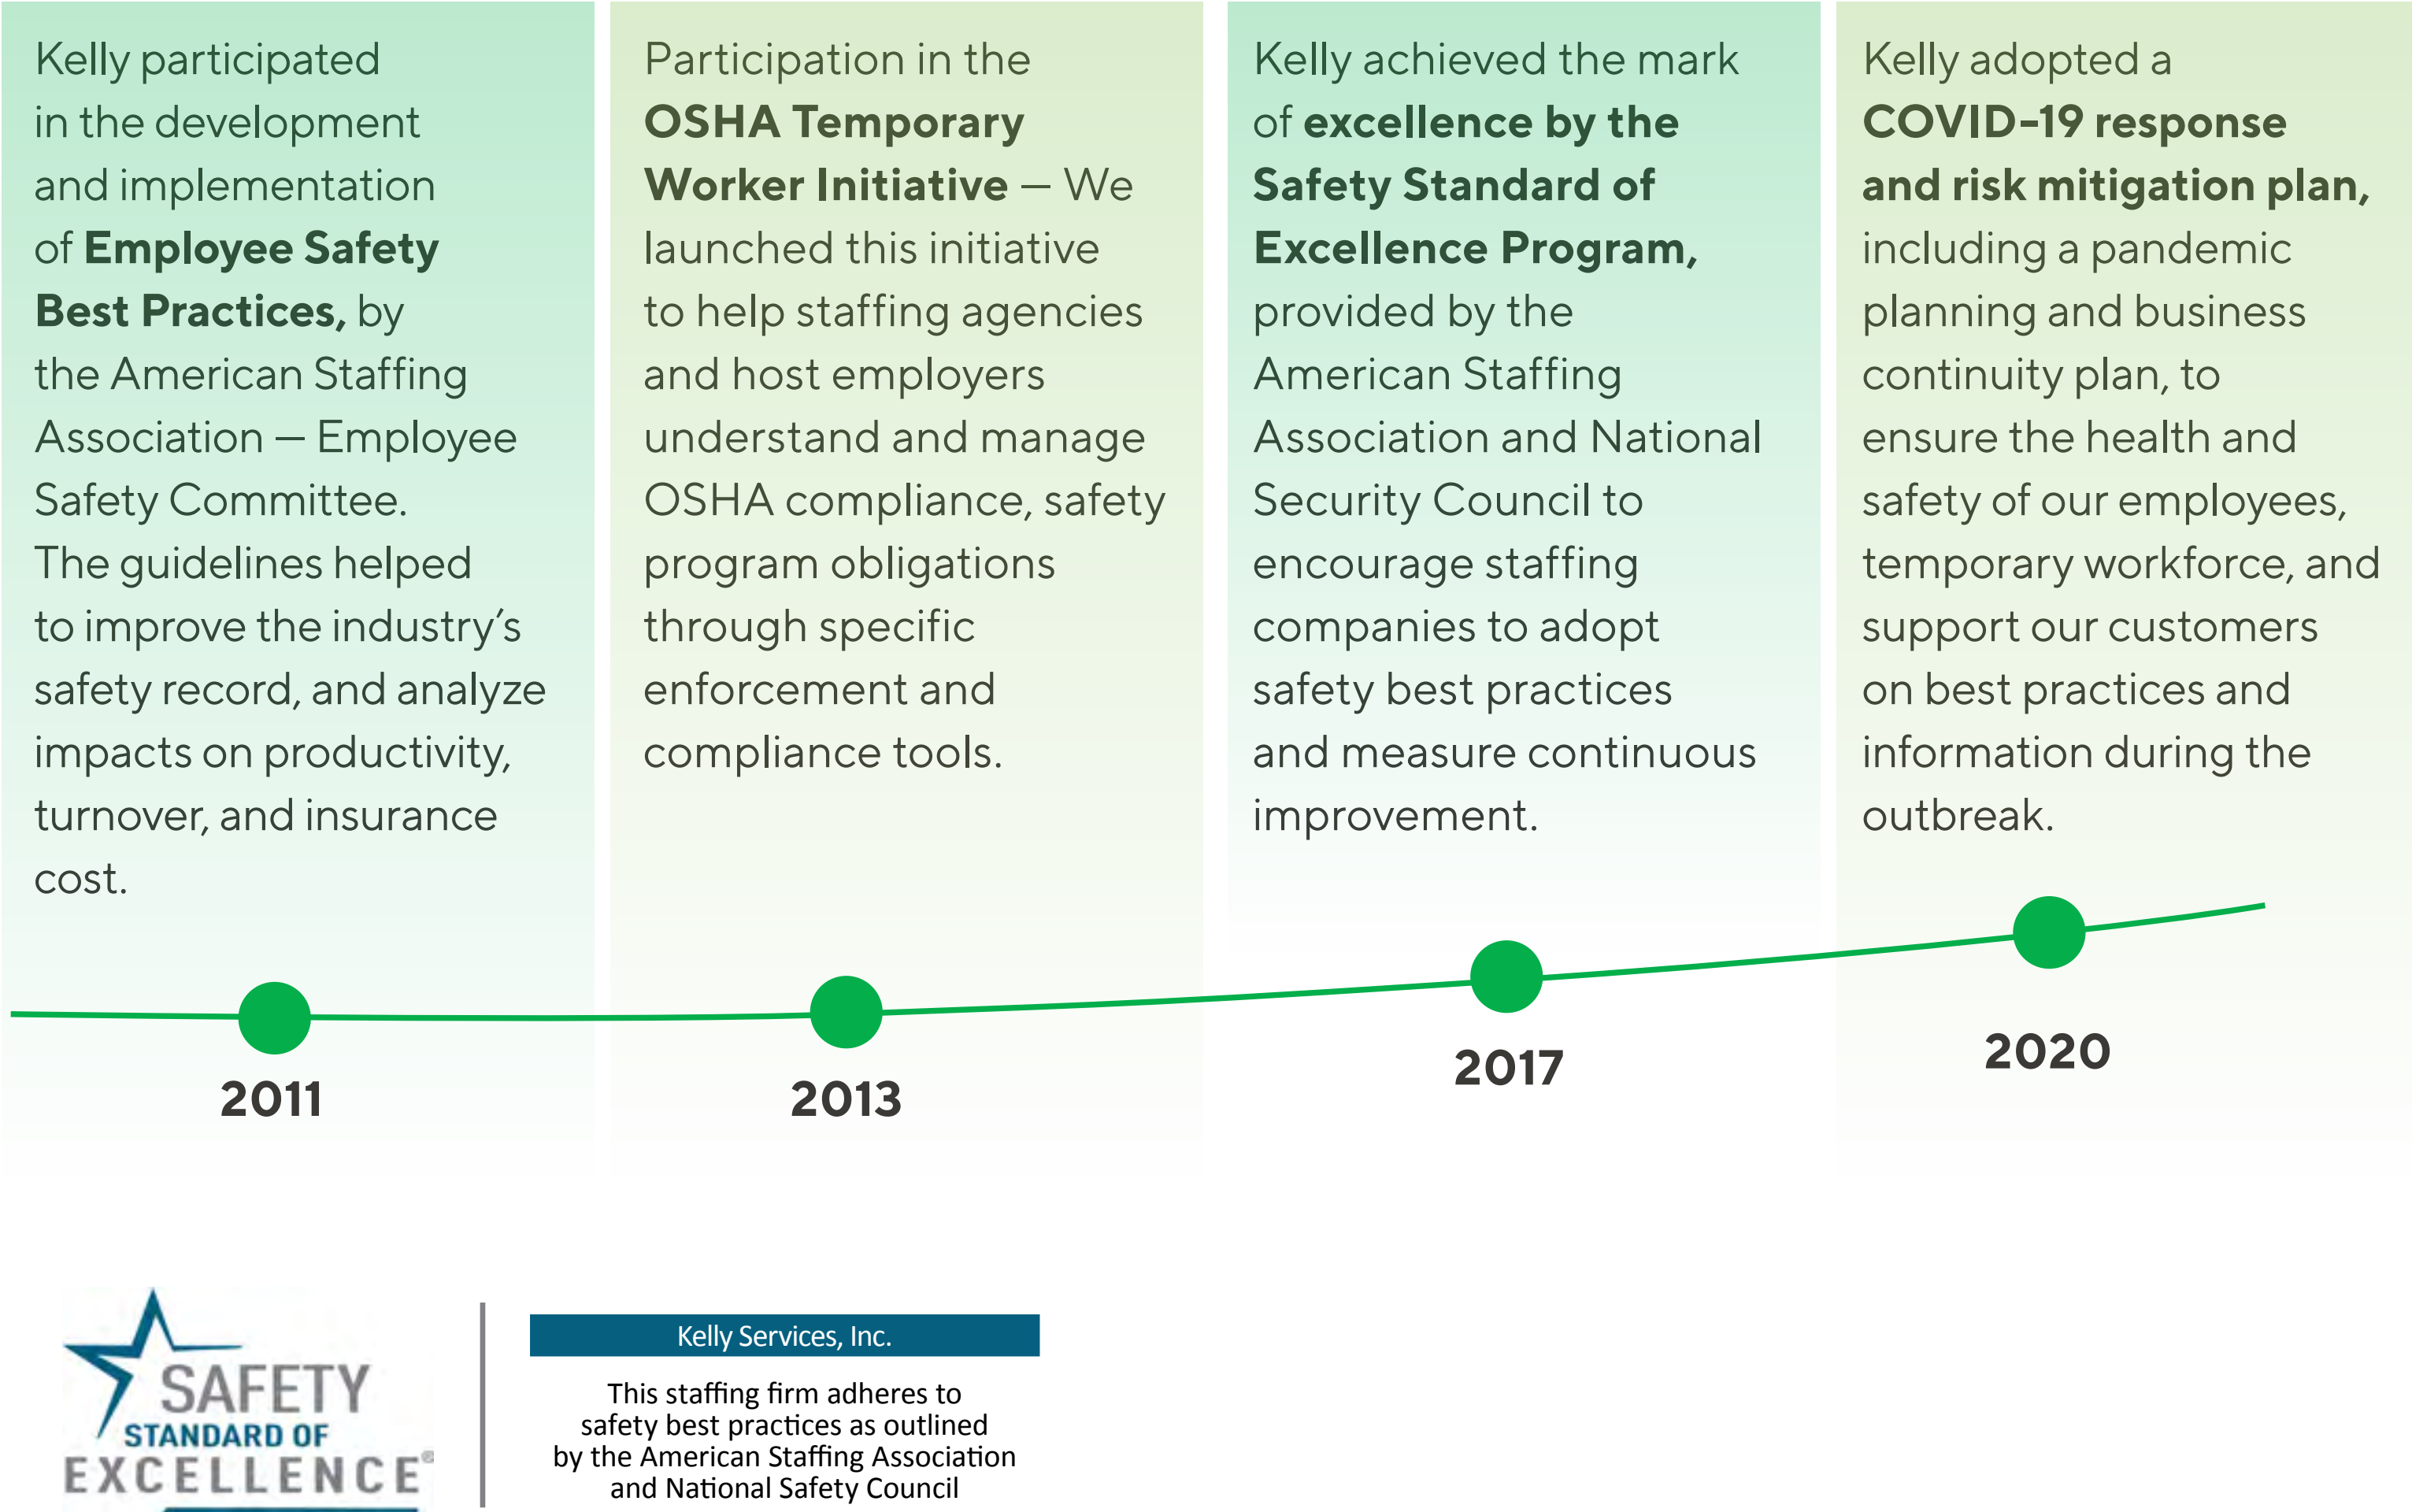 Kelly participated
in the development
and implementation
of Employee Safety
Best Practices, by
the American Staffing
Association — Employee
Safety Committee.
The guidelines helped
to improve the industry’s
safety record, and analyze
impacts on productivity,
turnover, and insurance
cost.
2011
Participation in the
OSHA Temporary
Worker Initiative — We
launched this initiative
to help staffing agencies
and host employers
understand and manage
OSHA compliance, safety
program obligations
through specific
enforcement and
compliance tools.
2013
Kelly achieved the mark
of excellence by the
Safety Standard of
Excellence Program,
provided by the
American Staffing
Association and National
Security Council to
encourage staffing
companies to adopt
safety best practices
and measure continuous
improvement.
2017
Kelly adopted a
COVID-19 response
and risk mitigation plan,
including a pandemic
planning and business
continuity plan, to
ensure the health and
safety of our employees,
temporary workforce, and
support our customers
on best practices and
information during the
outbreak.
2020
SAFETY
STANDARD OF
EXCELLENCE®
Kelly Services, Inc.
This staffing firm adheres to
safety best practices as outlined
by the American Staffing Association
and National Safety Council